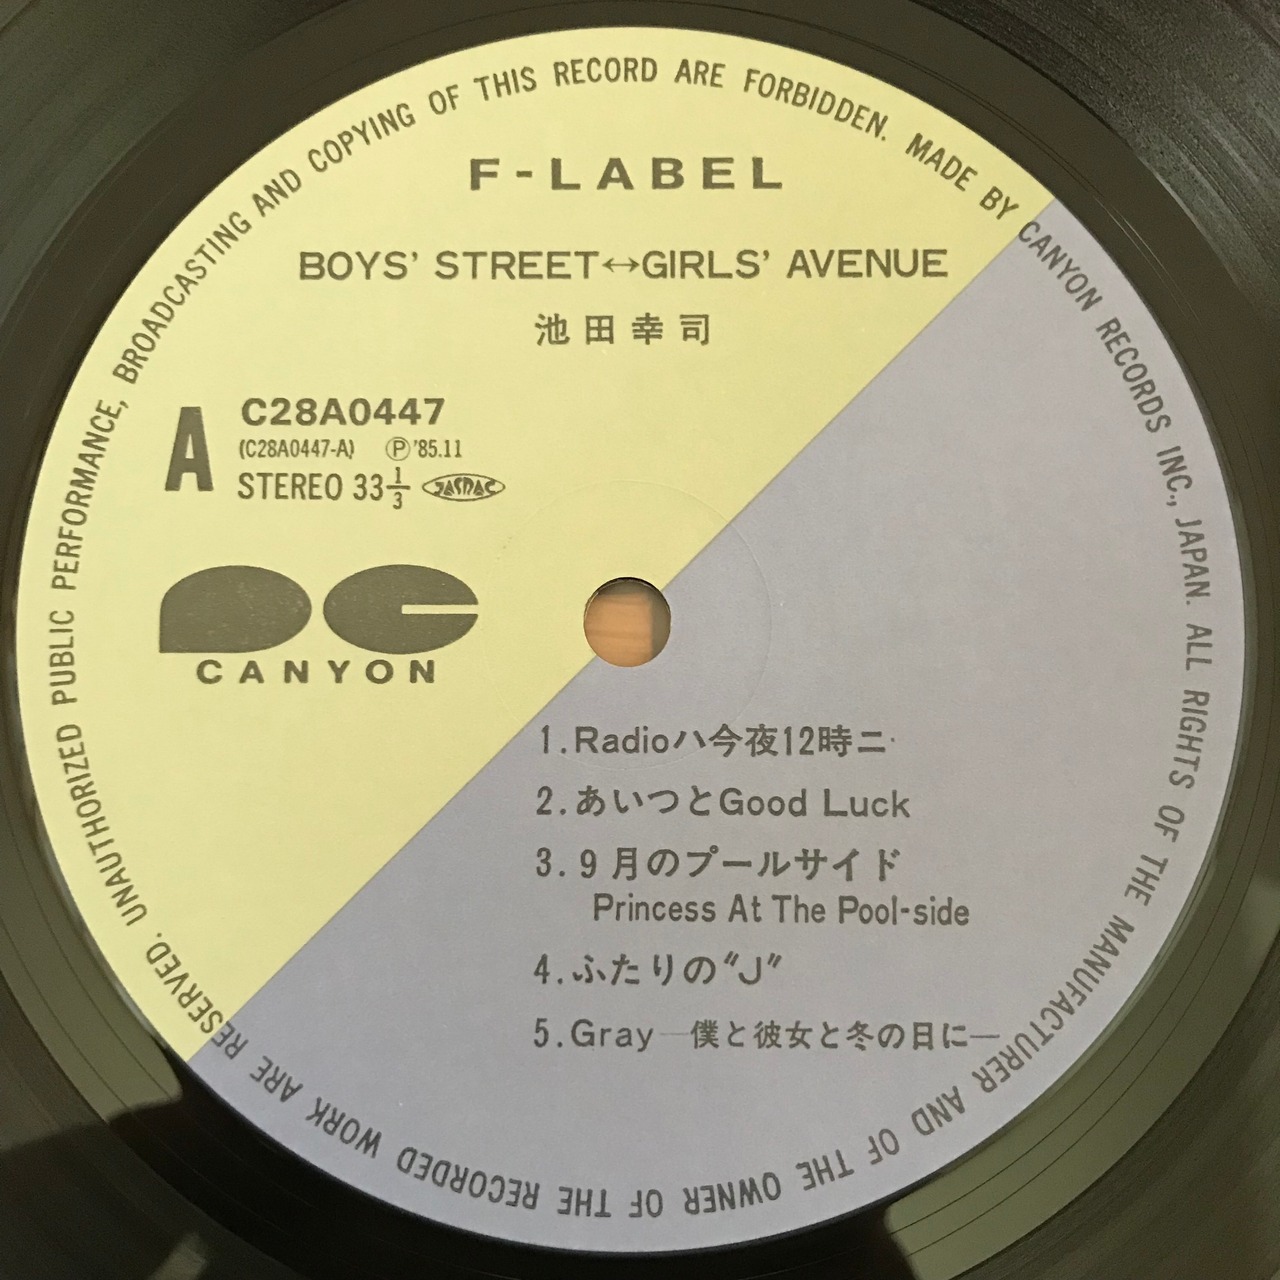 UNAUTHORIZED PUBLIC PERFORMANCE, BROADCASTING AND COPYING OF THIS RECORD ARE FORBIDDEN. MADE BY CANYON RECORDS INC., JAPAN. ALL RIGHTS OF THE MANUFACTURER AND OF THE OWNER OF THE RECORDED WORK ARE RESERVED.
F-LABEL
BOYS' STREET↔GIRLS' AVENUE
池田幸司
A
C28A0447
(C28A0447-A) Ⓟ'85.11
STEREO 33 1/3 JASRAC
PC
CANYON
1.Radioハ今夜12時ニ
2.あいつとGood Luck
3.9月のプールサイド
Princess At The Pool-side
4.ふたりの〝J〟
5.Gray—僕と彼女と冬の日に—